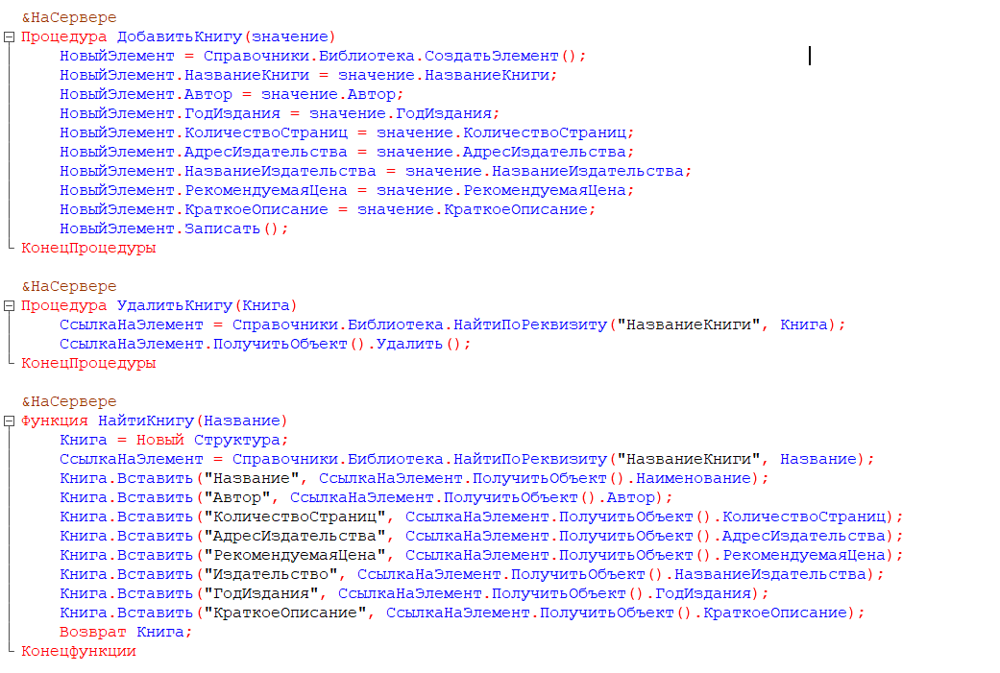 &НаСервере
Процедура ДобавитьКнигу(значение)
НовыйЭлемент = Справочники.Библиотека.СоздатьЭлемент();
НовыйЭлемент.НазваниеКниги = значение.НазваниеКниги;
НовыйЭлемент.Автор = значение.Автор;
НовыйЭлемент.ГодИздания = значение.ГодИздания;
НовыйЭлемент.КоличествоСтраниц = значение.КоличествоСтраниц;
НовыйЭлемент.АдресИздательства = значение.АдресИздательства;
НовыйЭлемент.НазваниеИздательства = значение.НазваниеИздательства;
НовыйЭлемент.РекомендуемаяЦена = значение.РекомендуемаяЦена;
НовыйЭлемент.КраткоеОписание = значение.КраткоеОписание;
НовыйЭлемент.Записать();
КонецПроцедуры
&НаСервере
Процедура УдалитьКнигу(Книга)
СсылкаНаЭлемент = Справочники.Библиотека.НайтиПоРеквизиту("НазваниеКниги", Книга);
СсылкаНаЭлемент.ПолучитьОбъект().Удалить();
КонецПроцедуры
&НаСервере
Функция НайтиКнигу(Название)
Книга = Новый Структура;
СсылкаНаЭлемент = Справочники.Библиотека.НайтиПоРеквизиту("НазваниеКниги", Название);
Книга.Вставить("Название", СсылкаНаЭлемент.ПолучитьОбъект().Наименование);
Книга.Вставить("Автор", СсылкаНаЭлемент.ПолучитьОбъект().Автор);
Книга.Вставить("КоличествоСтраниц", СсылкаНаЭлемент.ПолучитьОбъект().КоличествоСтраниц);
Книга.Вставить("АдресИздательства", СсылкаНаЭлемент.ПолучитьОбъект().АдресИздательства);
Книга.Вставить("РекомендуемаяЦена", СсылкаНаЭлемент.ПолучитьОбъект().РекомендуемаяЦена);
Книга.Вставить("Издательство", СсылкаНаЭлемент.ПолучитьОбъект().НазваниеИздательства);
Книга.Вставить("ГодИздания", СсылкаНаЭлемент.ПолучитьОбъект().ГодИздания);
Книга.Вставить("КраткоеОписание", СсылкаНаЭлемент.ПолучитьОбъект().КраткоеОписание);
Возврат Книга;
Конецфункции